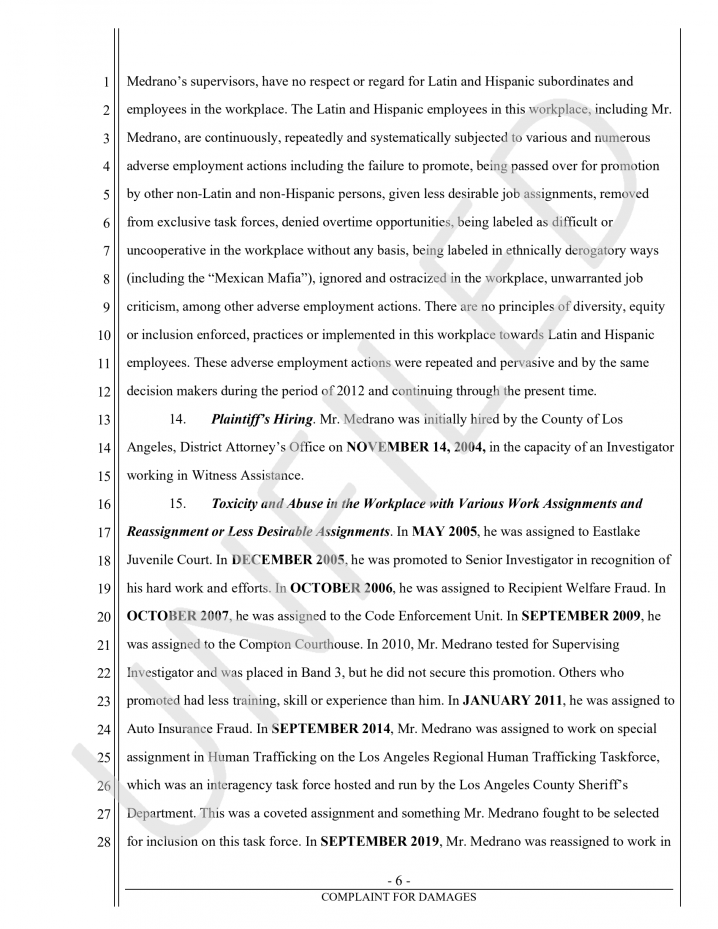 1 Medrano’s supervisors, have no respect or regard for Latin and Hispanic subordinates and
2 employees in the workplace. The Latin and Hispanic employees in this workplace, including Mr.
3 Medrano, are continuously, repeatedly and systematically subjected to various and numerous
4 adverse employment actions including the failure to promote, being passed over for promotion
5 by other non-Latin and non-Hispanic persons, given less desirable job assignments, removed
6 from exclusive task forces, denied overtime opportunities, being labeled as difficult or
7 uncooperative in the workplace without any basis, being labeled in ethnically derogatory ways
8 (including the “Mexican Mafia”), ignored and ostracized in the workplace, unwarranted job
9 criticism, among other adverse employment actions. There are no principles of diversity, equity
10 or inclusion enforced, practices or implemented in this workplace towards Latin and Hispanic
11 employees. These adverse employment actions were repeated and pervasive and by the same
12 decision makers during the period of 2012 and continuing through the present time.
13 14. Plaintiff’s Hiring. Mr. Medrano was initially hired by the County of Los
14 Angeles, District Attorney’s Office on NOVEMBER 14, 2004, in the capacity of an Investigator
15 working in Witness Assistance.
16 15. Toxicity and Abuse in the Workplace with Various Work Assignments and
17 Reassignment or Less Desirable Assignments. In MAY 2005, he was assigned to Eastlake
18 Juvenile Court. In DECEMBER 2005, he was promoted to Senior Investigator in recognition of
19 his hard work and efforts. In OCTOBER 2006, he was assigned to Recipient Welfare Fraud. In
20 OCTOBER 2007, he was assigned to the Code Enforcement Unit. In SEPTEMBER 2009, he
21 was assigned to the Compton Courthouse. In 2010, Mr. Medrano tested for Supervising
22 Investigator and was placed in Band 3, but he did not secure this promotion. Others who
23 promoted had less training, skill or experience than him. In JANUARY 2011, he was assigned to
24 Auto Insurance Fraud. In SEPTEMBER 2014, Mr. Medrano was assigned to work on special
25 assignment in Human Trafficking on the Los Angeles Regional Human Trafficking Taskforce,
26 which was an interagency task force hosted and run by the Los Angeles County Sheriff’s
27 Department. This was a coveted assignment and something Mr. Medrano fought to be selected
28 for inclusion on this task force. In SEPTEMBER 2019, Mr. Medrano was reassigned to work in
- 6 -
COMPLAINT FOR DAMAGES
UNFILED